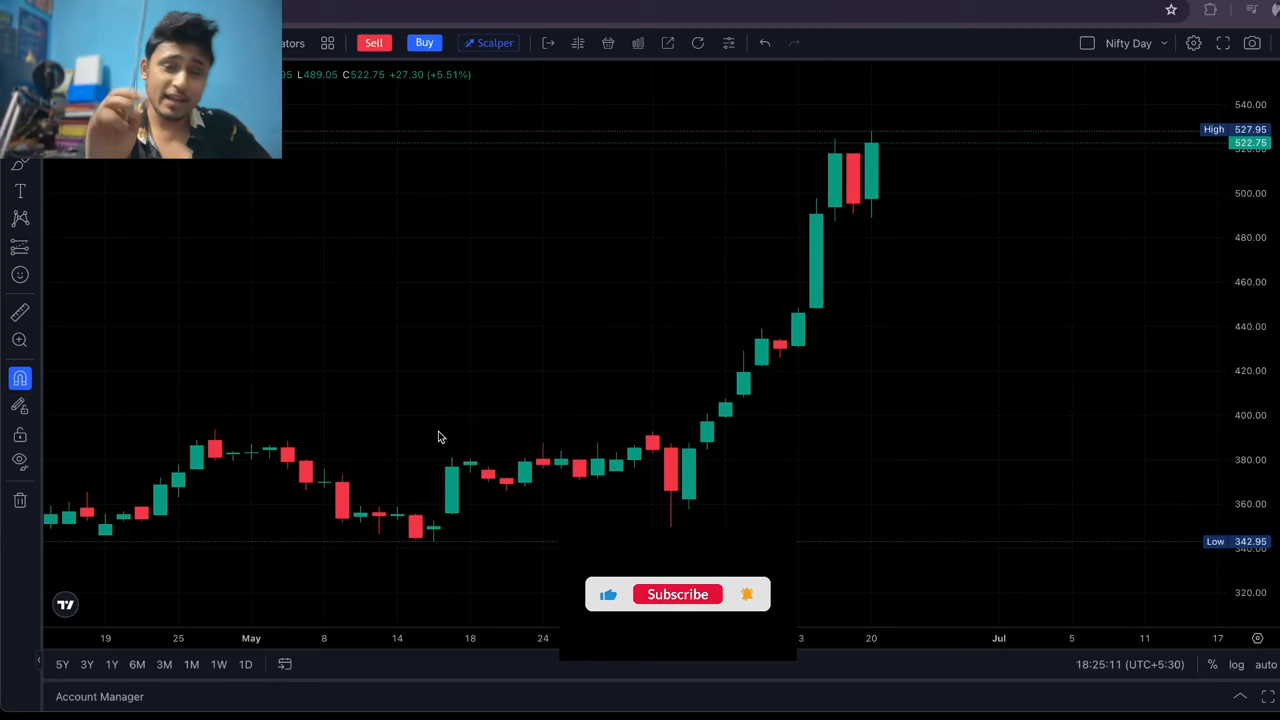 ators
Sell
Buy
Scalper
Nifty Day
95 L489.05 C522.75 +27.30 (+5.51%)
540.00
High 527.95
522.75
500.00
480.00
460.00
440.00
420.00
400.00
380.00
360.00
Low 342.95
320.00
Subscribe
19 25 May 8 14 18 24 3 20 Jul 5 11 17
5Y 3Y 1Y 6M 3M 1M 1W 1D
18:25:11 (UTC+5:30) % log auto
Account Manager